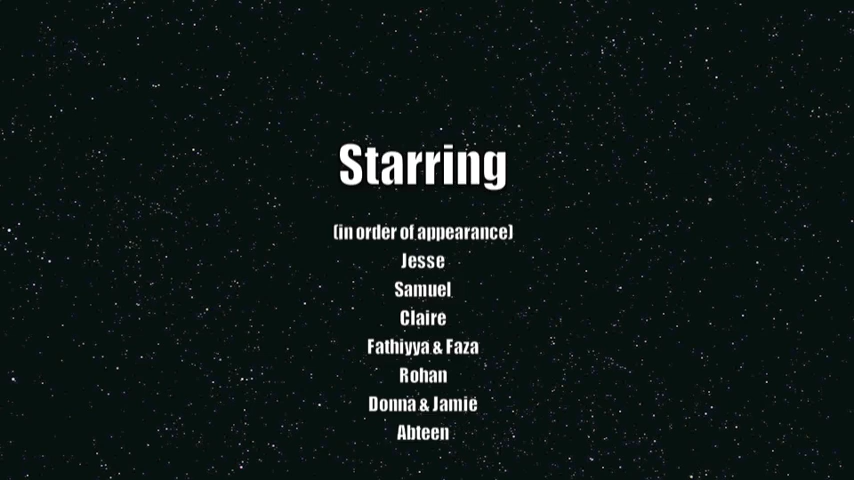 Starring
(in order of appearance)
Jesse
Samuel
Claire
Fathiyya & Faza
Rohan
Donna & Jamie
Abteen